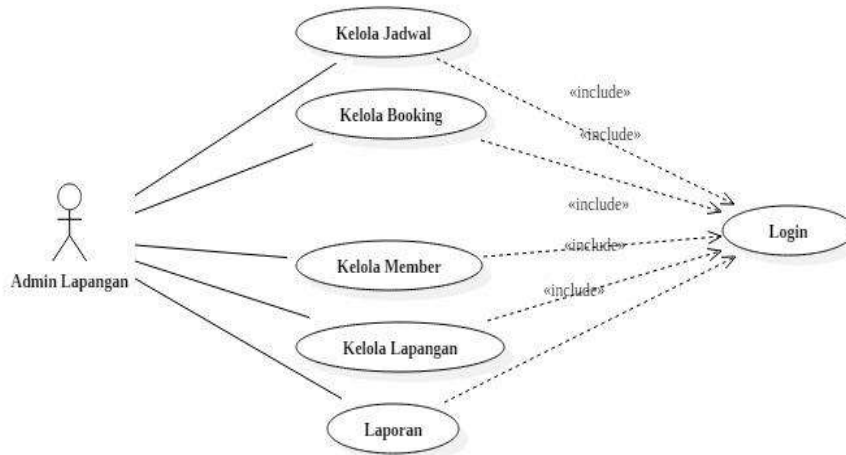 Kelola Jadwal
«include»
Kelola Booking
«include»
«include»
Login
«include»
Admin Lapangan
Kelola Member
«include»
Kelola Lapangan
Laporan